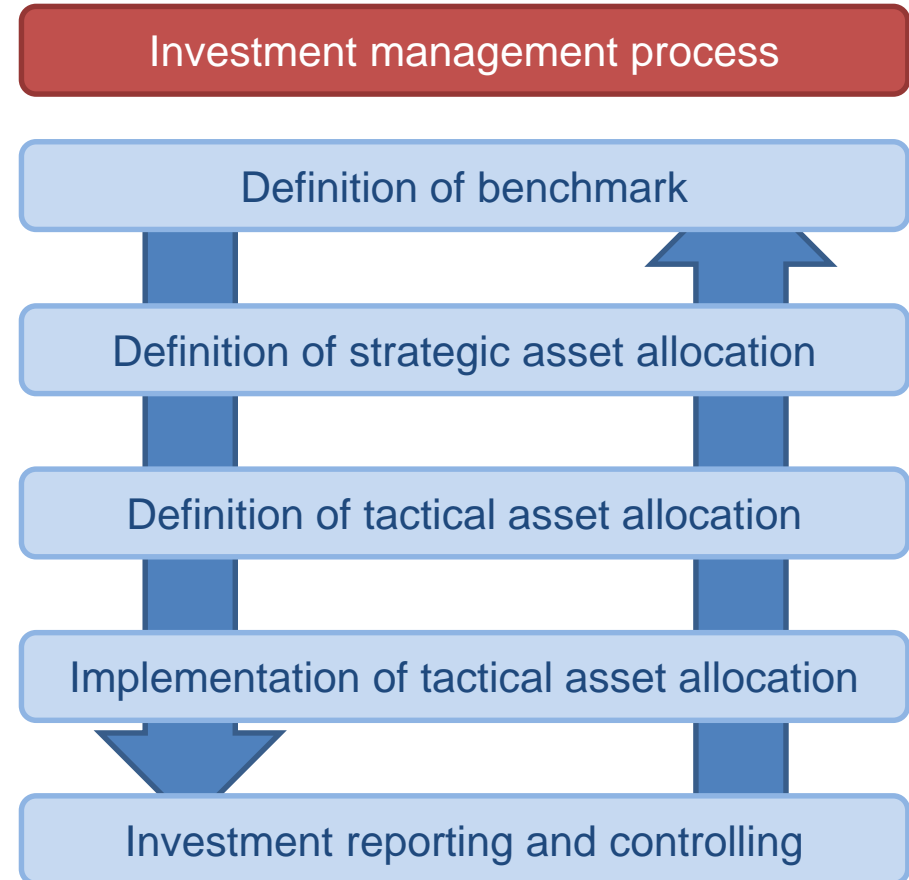 Investment management process
Definition of benchmark
Definition of strategic asset allocation
Definition of tactical asset allocation
Implementation of tactical asset allocation
Investment reporting and controlling